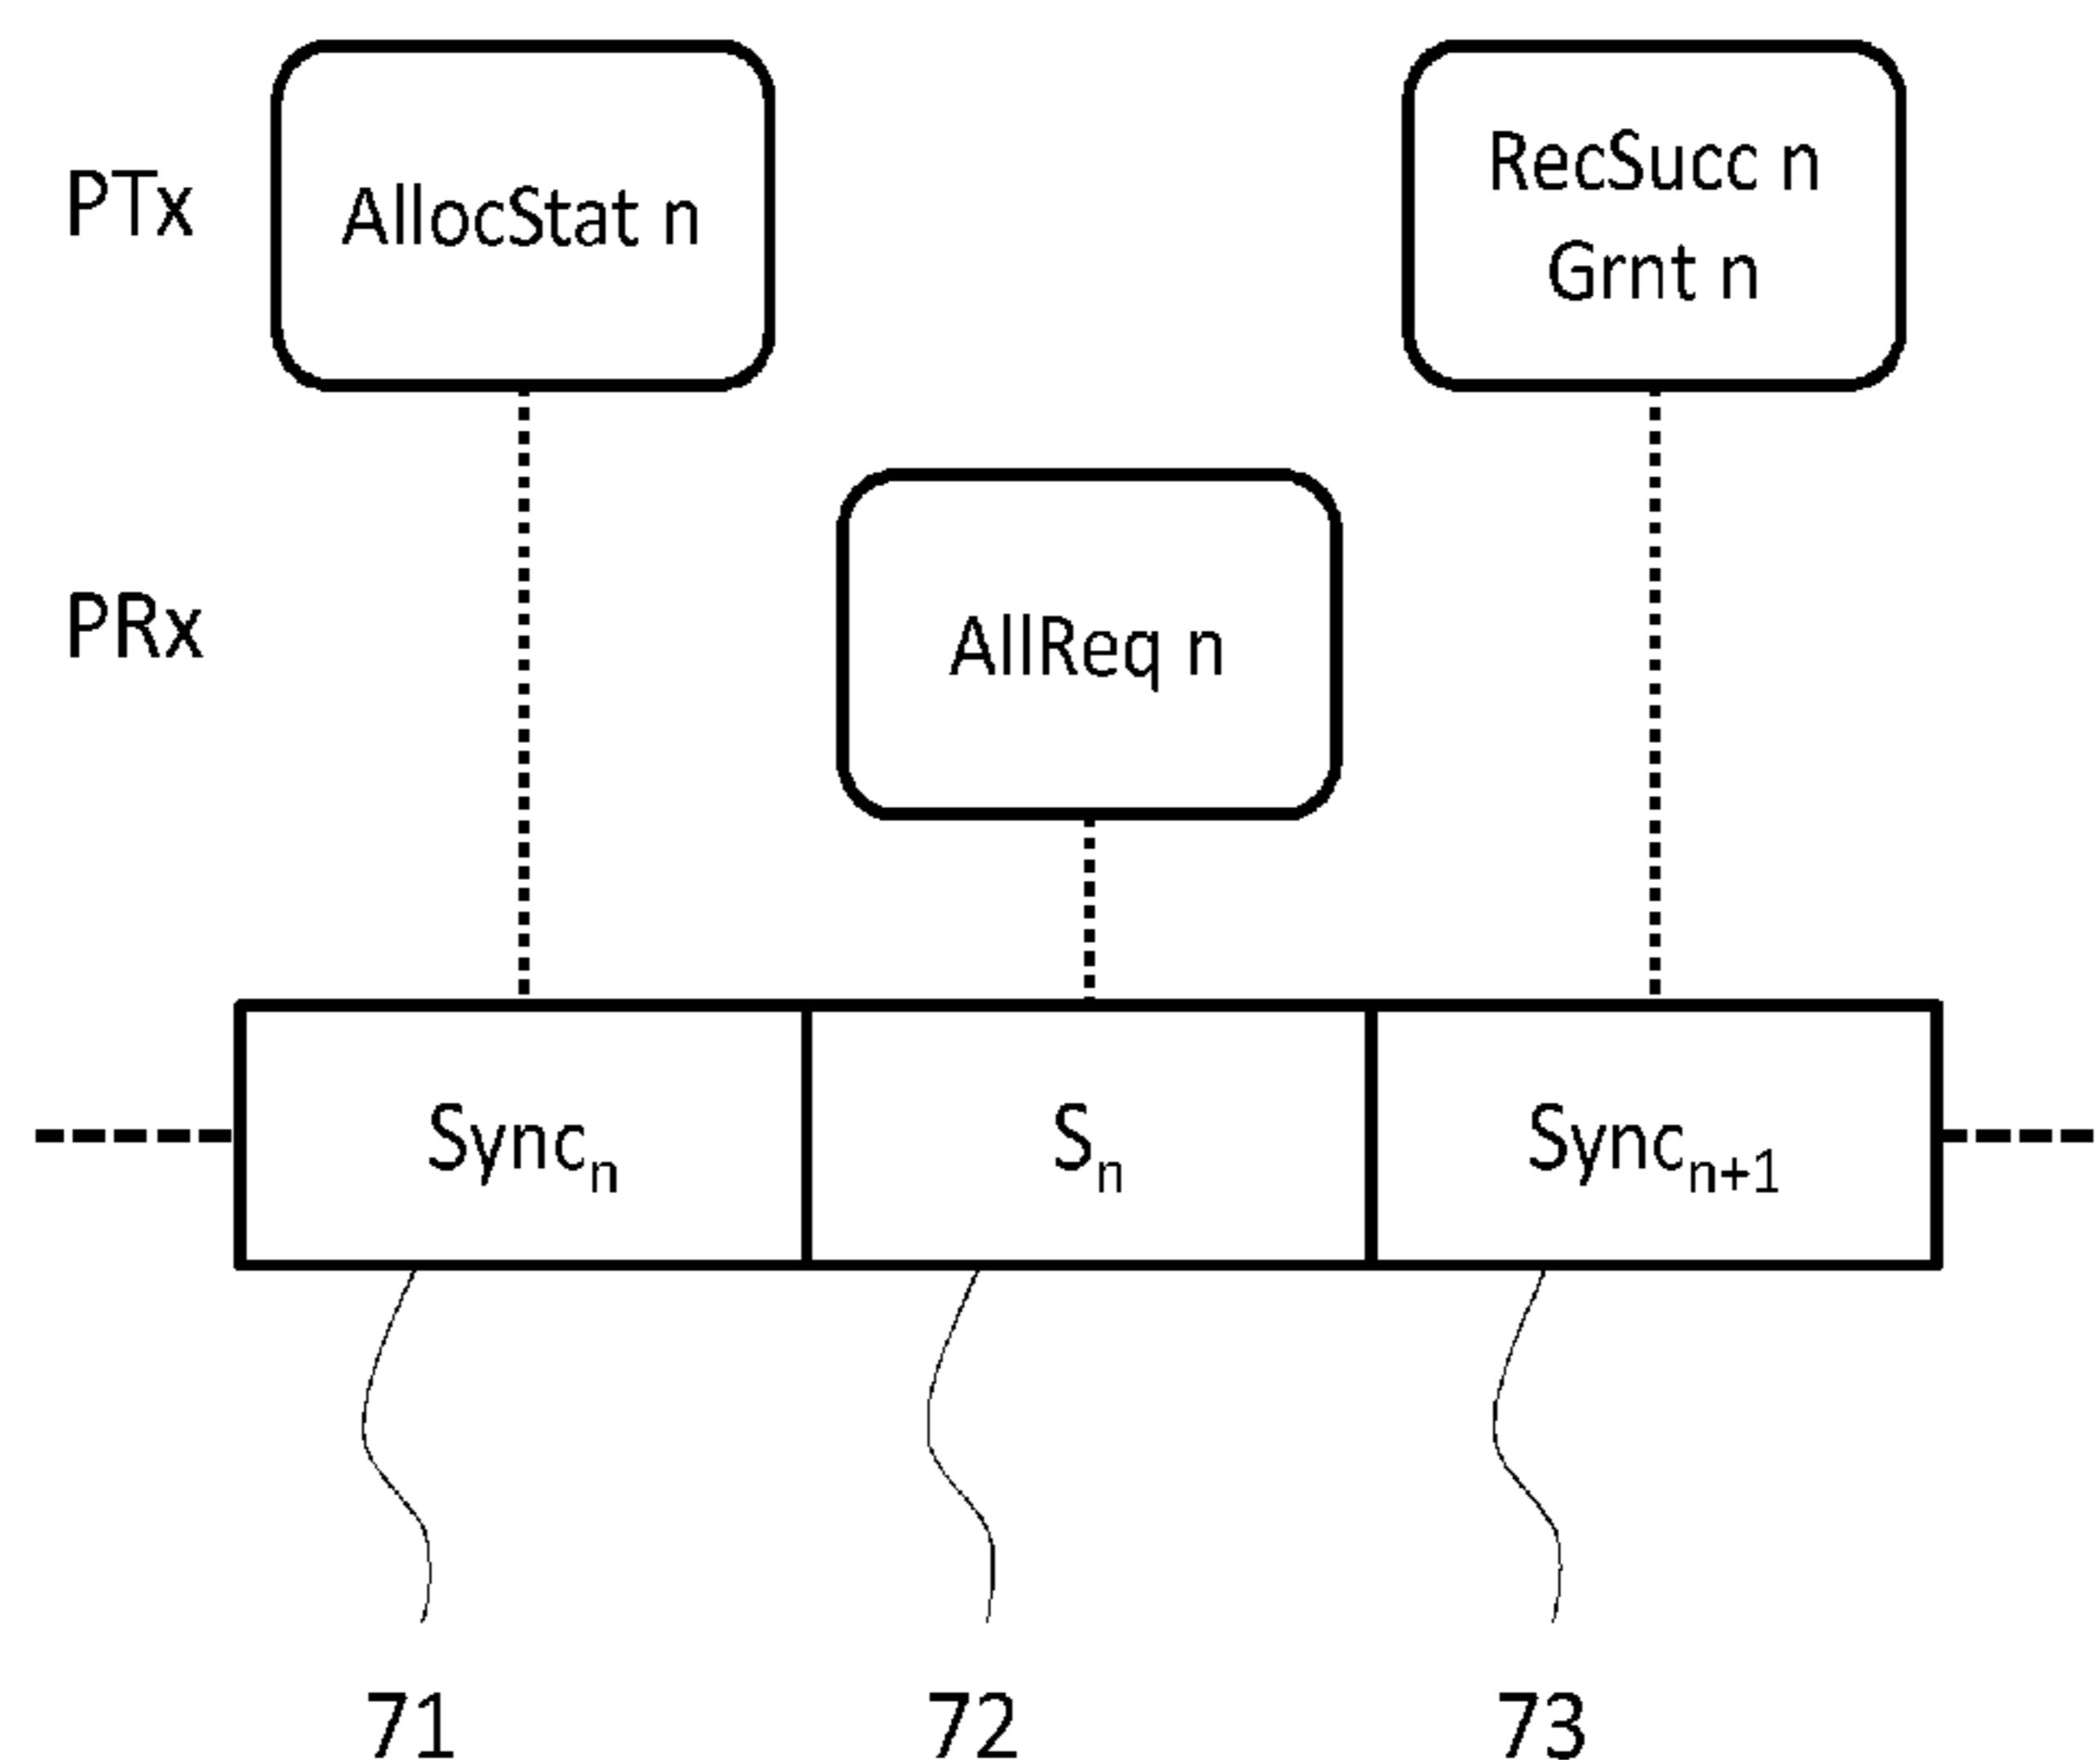 PTx
AllocStat n
RecSucc n
Grnt n
PRx
AllReq n
Syncₙ
Sₙ
Syncₙ₊₁
71
72
73